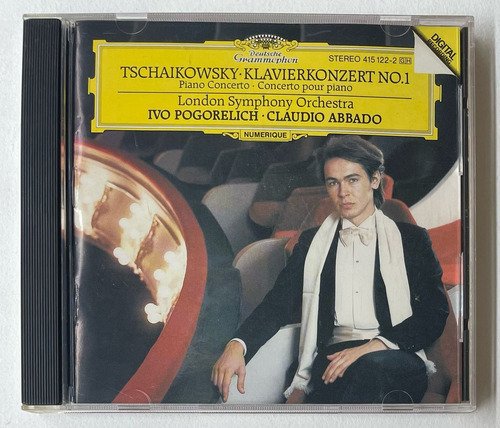 Deutsche
Grammophon
STEREO 415 122-2 GH
DIGITAL
TSCHAIKOWSKY · KLAVIERKONZERT NO.1
Piano Concerto · Concerto pour piano
London Symphony Orchestra
IVO POGORELICH · CLAUDIO ABBADO
NUMERIQUE